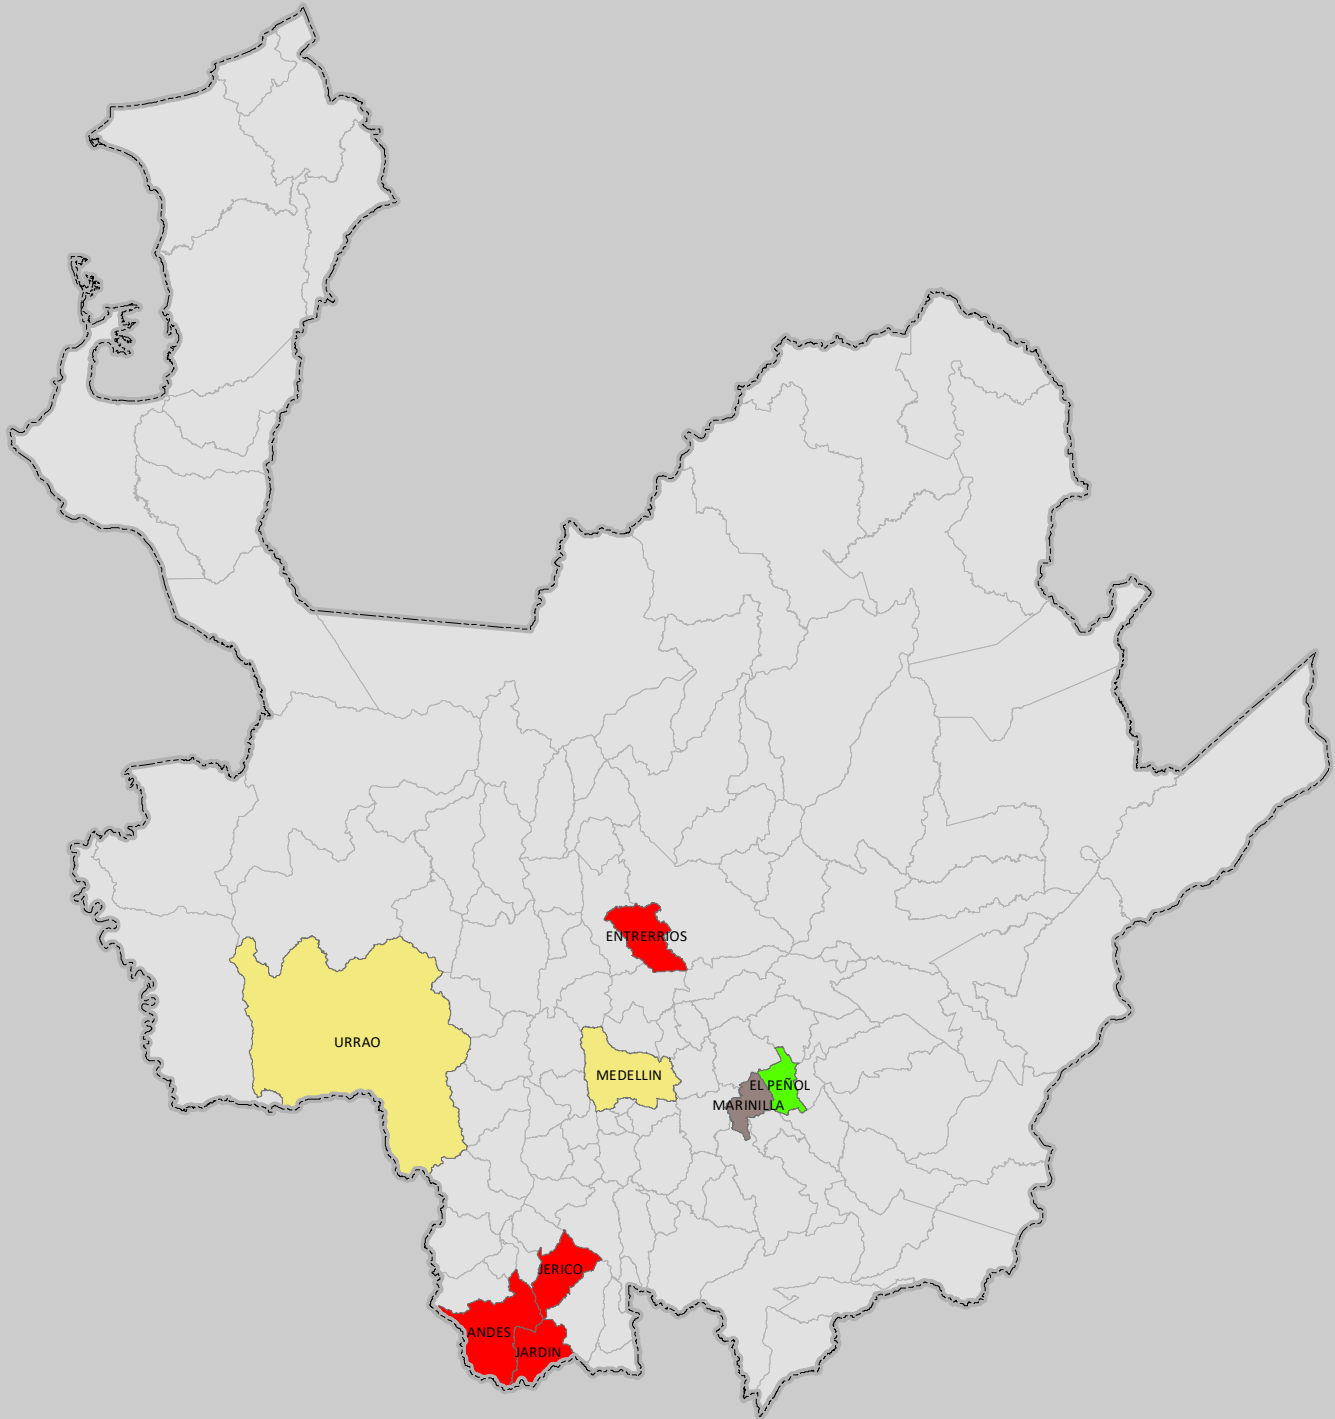 ENTRERRIOS
URRAO
MEDELLIN
EL PEÑOL
MARINILLA
JERICO
ANDES
JARDIN